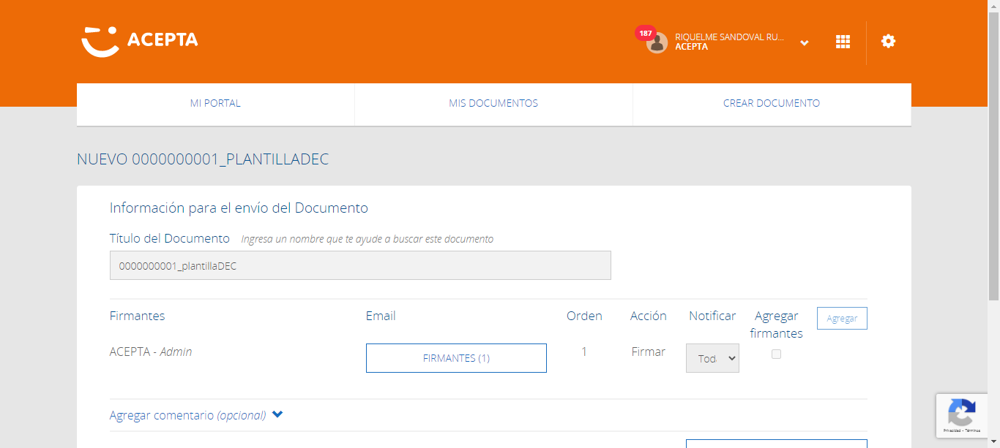 ACEPTA
187
RIQUELME SANDOVAL RU...
ACEPTA
MI PORTAL
MIS DOCUMENTOS
CREAR DOCUMENTO
NUEVO 0000000001_PLANTILLADEC
Información para el envío del Documento
Título del Documento Ingresa un nombre que te ayude a buscar este documento
0000000001_plantillaDEC
Firmantes Email Orden Acción Notificar Agregar firmantes Agregar
ACEPTA - Admin FIRMANTES (1) 1 Firmar Tod
Agregar comentario (opcional)
Privacidad - Términos